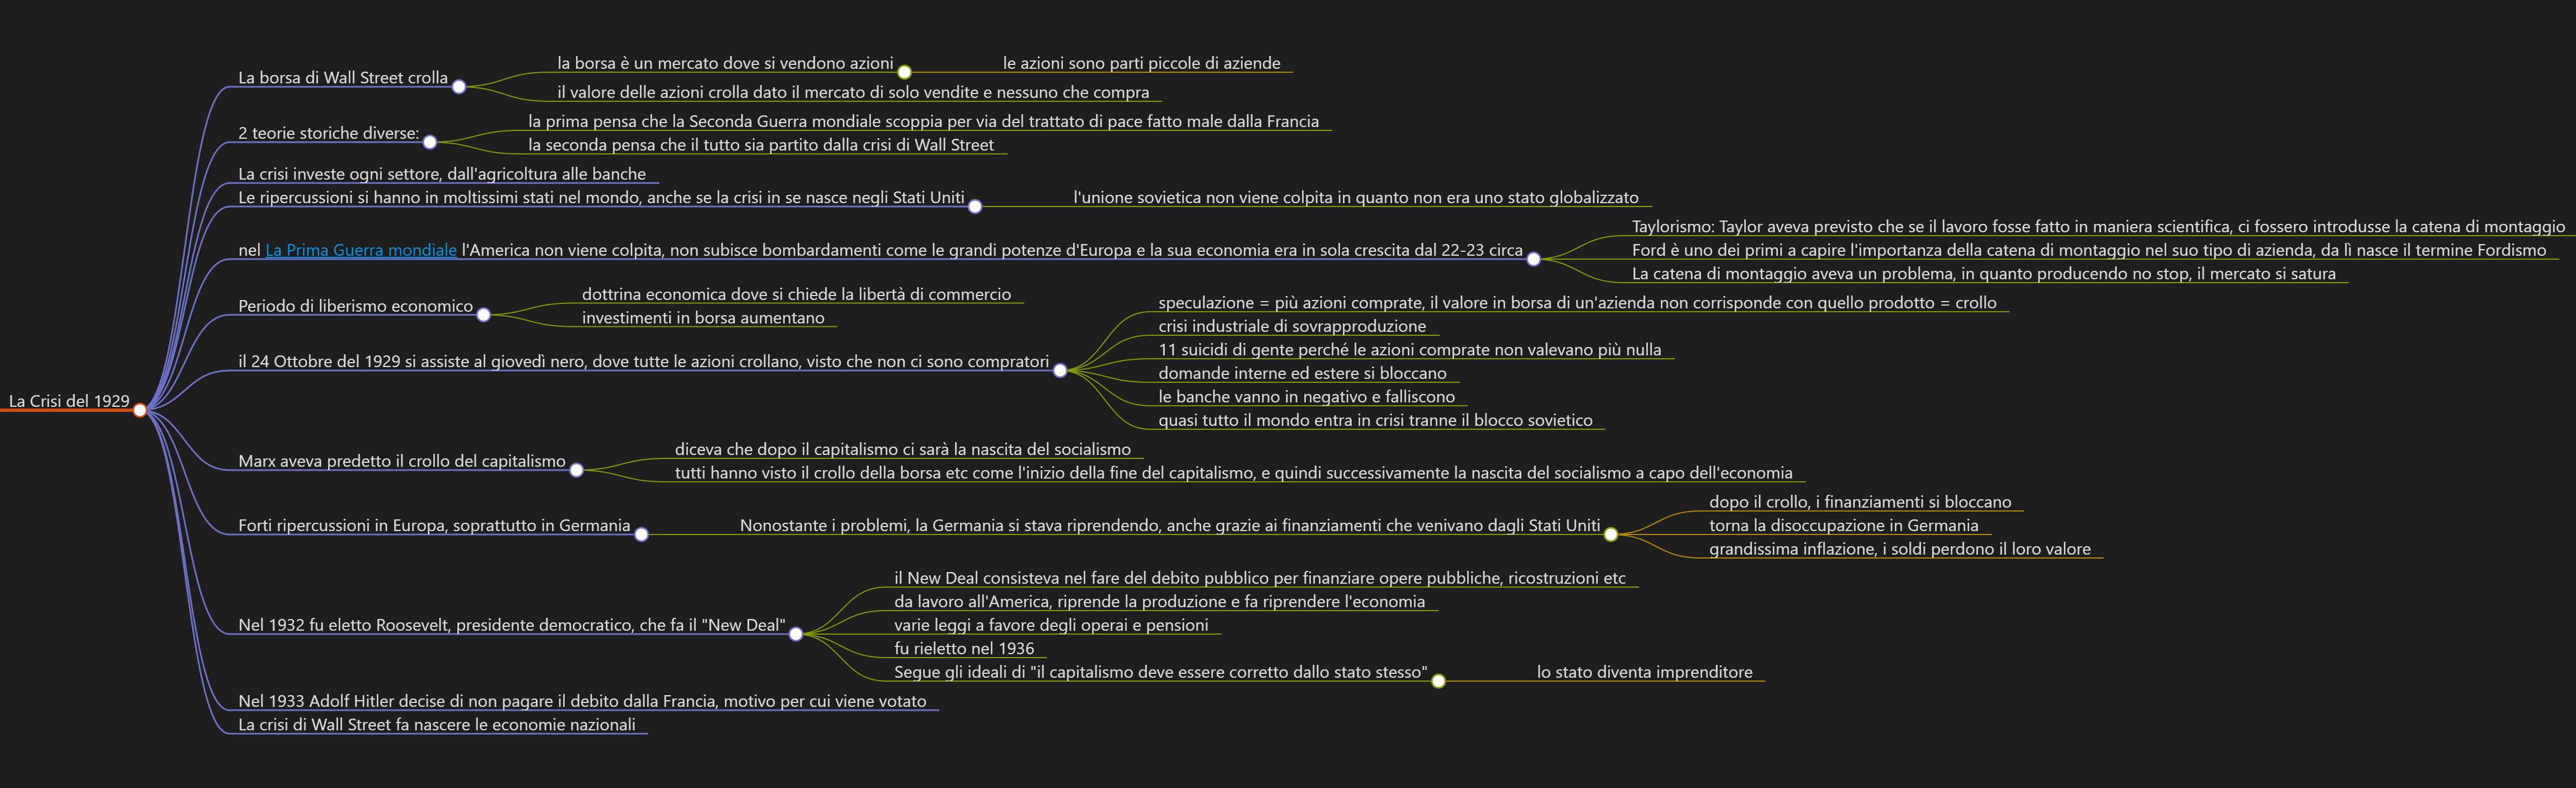 La Crisi del 1929
La borsa di Wall Street crolla
la borsa è un mercato dove si vendono azioni
le azioni sono parti piccole di aziende
il valore delle azioni crolla dato il mercato di solo vendite e nessuno che compra
2 teorie storiche diverse:
la prima pensa che la Seconda Guerra mondiale scoppia per via del trattato di pace fatto male dalla Francia
la seconda pensa che il tutto sia partito dalla crisi di Wall Street
La crisi investe ogni settore, dall'agricoltura alle banche
Le ripercussioni si hanno in moltissimi stati nel mondo, anche se la crisi in se nasce negli Stati Uniti
l'unione sovietica non viene colpita in quanto non era uno stato globalizzato
nel La Prima Guerra mondiale l'America non viene colpita, non subisce bombardamenti come le grandi potenze d'Europa e la sua economia era in sola crescita dal 22-23 circa
Taylorismo: Taylor aveva previsto che se il lavoro fosse fatto in maniera scientifica, ci fossero introdusse la catena di montaggio
Ford è uno dei primi a capire l'importanza della catena di montaggio nel suo tipo di azienda, da lì nasce il termine Fordismo
La catena di montaggio aveva un problema, in quanto producendo no stop, il mercato si satura
Periodo di liberismo economico
dottrina economica dove si chiede la libertà di commercio
investimenti in borsa aumentano
il 24 Ottobre del 1929 si assiste al giovedì nero, dove tutte le azioni crollano, visto che non ci sono compratori
speculazione = più azioni comprate, il valore in borsa di un'azienda non corrisponde con quello prodotto = crollo
crisi industriale di sovrapproduzione
11 suicidi di gente perché le azioni comprate non valevano più nulla
domande interne ed estere si bloccano
le banche vanno in negativo e falliscono
quasi tutto il mondo entra in crisi tranne il blocco sovietico
Marx aveva predetto il crollo del capitalismo
diceva che dopo il capitalismo ci sarà la nascita del socialismo
tutti hanno visto il crollo della borsa etc come l'inizio della fine del capitalismo, e quindi successivamente la nascita del socialismo a capo dell'economia
Forti ripercussioni in Europa, soprattutto in Germania
Nonostante i problemi, la Germania si stava riprendendo, anche grazie ai finanziamenti che venivano dagli Stati Uniti
dopo il crollo, i finanziamenti si bloccano
torna la disoccupazione in Germania
grandissima inflazione, i soldi perdono il loro valore
Nel 1932 fu eletto Roosevelt, presidente democratico, che fa il "New Deal"
il New Deal consisteva nel fare del debito pubblico per finanziare opere pubbliche, ricostruzioni etc
da lavoro all'America, riprende la produzione e fa riprendere l'economia
varie leggi a favore degli operai e pensioni
fu rieletto nel 1936
Segue gli ideali di "il capitalismo deve essere corretto dallo stato stesso"
lo stato diventa imprenditore
Nel 1933 Adolf Hitler decise di non pagare il debito dalla Francia, motivo per cui viene votato
La crisi di Wall Street fa nascere le economie nazionali